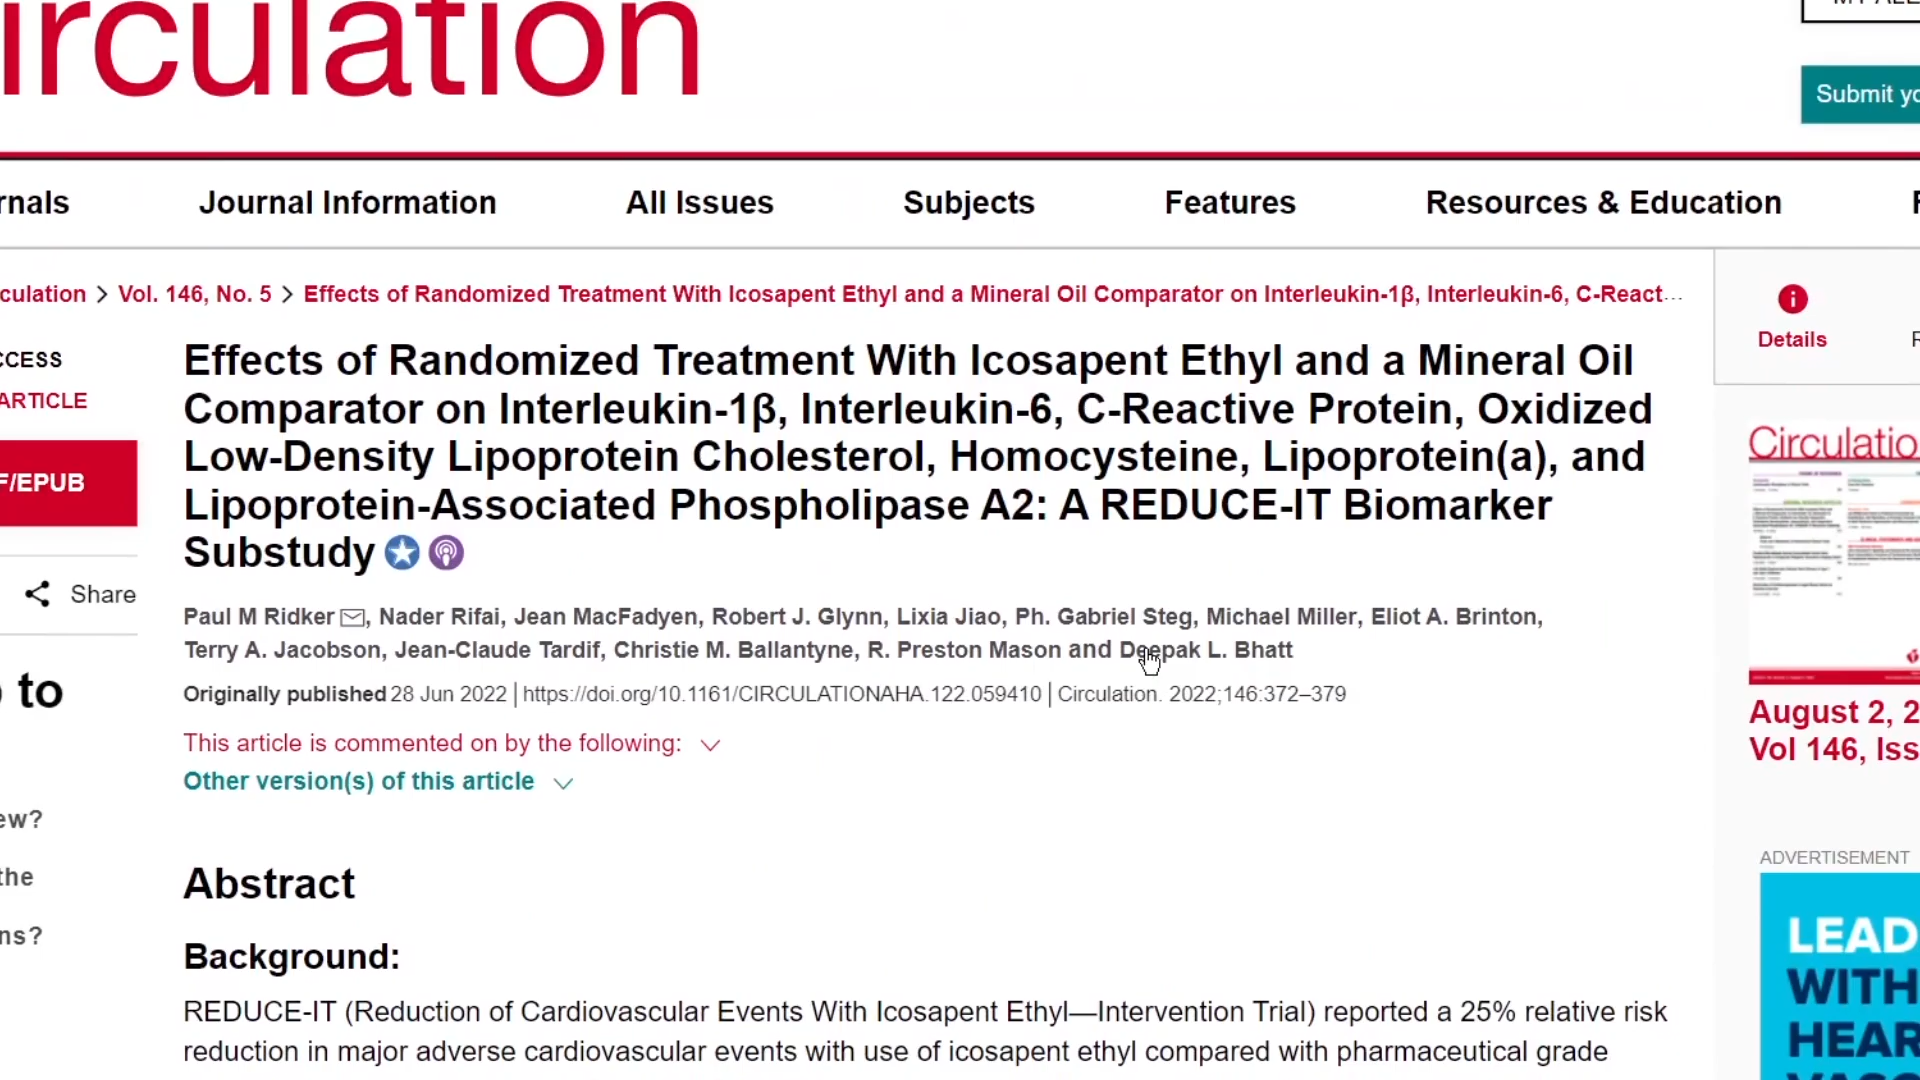 irculation
Submit yo
rnals
Journal Information
All Issues
Subjects
Features
Resources & Education
culation > Vol. 146, No. 5 > Effects of Randomized Treatment With Icosapent Ethyl and a Mineral Oil Comparator on Interleukin-1β, Interleukin-6, C-React...
CCESS
ARTICLE
F/EPUB
Share
to
ew?
the
ns?
Effects of Randomized Treatment With Icosapent Ethyl and a Mineral Oil
Comparator on Interleukin-1β, Interleukin-6, C-Reactive Protein, Oxidized
Low-Density Lipoprotein Cholesterol, Homocysteine, Lipoprotein(a), and
Lipoprotein-Associated Phospholipase A2: A REDUCE-IT Biomarker
Substudy
Paul M Ridker, Nader Rifai, Jean MacFadyen, Robert J. Glynn, Lixia Jiao, Ph. Gabriel Steg, Michael Miller, Eliot A. Brinton,
Terry A. Jacobson, Jean-Claude Tardif, Christie M. Ballantyne, R. Preston Mason and Deepak L. Bhatt
Originally published 28 Jun 2022 | https://doi.org/10.1161/CIRCULATIONAHA.122.059410 | Circulation. 2022;146:372–379
This article is commented on by the following:
Other version(s) of this article
Abstract
Background:
REDUCE-IT (Reduction of Cardiovascular Events With Icosapent Ethyl—Intervention Trial) reported a 25% relative risk
reduction in major adverse cardiovascular events with use of icosapent ethyl compared with pharmaceutical grade
Details
Circulatio
August 2, 2
Vol 146, Iss
ADVERTISEMENT
LEAD
WITH
HEAR